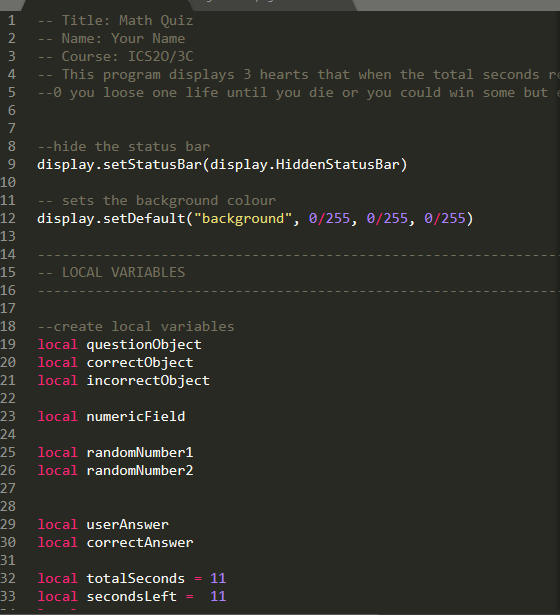 1 -- Title: Math Quiz
2 -- Name: Your Name
3 -- Course: ICS2O/3C
4 -- This program displays 3 hearts that when the total seconds
5 --0 you loose one life until you die or you could win some but
6
7
8 --hide the status bar
9 display.setStatusBar(display.HiddenStatusBar)
10
11 -- sets the background colour
12 display.setDefault("background", 0/255, 0/255, 0/255)
13
14 ----------------------------------------------------------------
15 -- LOCAL VARIABLES
16 ----------------------------------------------------------------
17
18 --create local variables
19 local questionObject
20 local correctObject
21 local incorrectObject
22
23 local numericField
24
25 local randomNumber1
26 local randomNumber2
27
28
29 local userAnswer
30 local correctAnswer
31
32 local totalSeconds = 11
33 local secondsLeft =  11